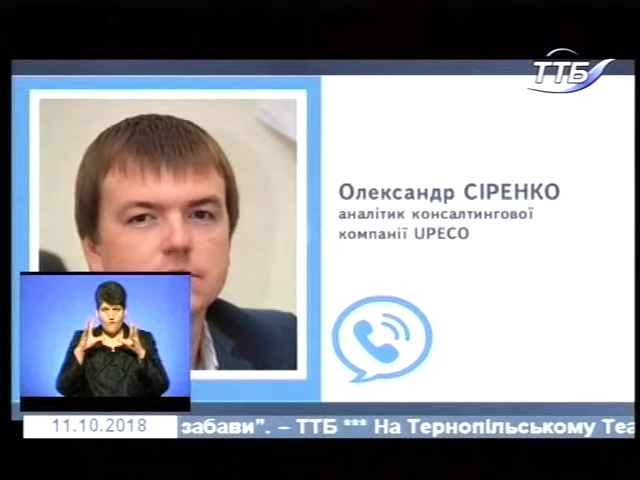 ТТБ
Олександр СІРЕНКО
аналітик консалтингової
компанії UPECO
11.10.2018
забави”. – ТТБ *** На Тернопільському Теа